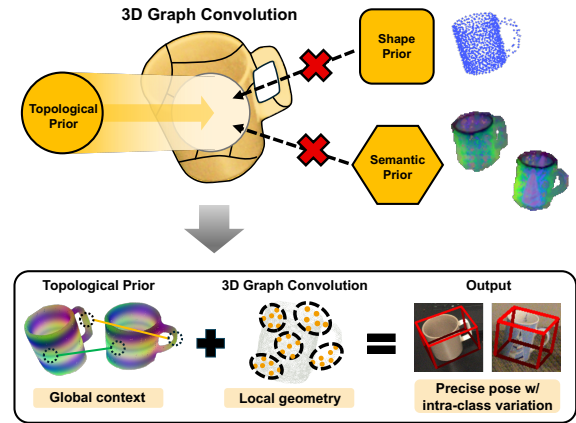 3D Graph Convolution
Shape
Prior
Topological
Prior
Semantic
Prior
Topological Prior
3D Graph Convolution
Output
Global context
Local geometry
Precise pose w/
intra-class variation